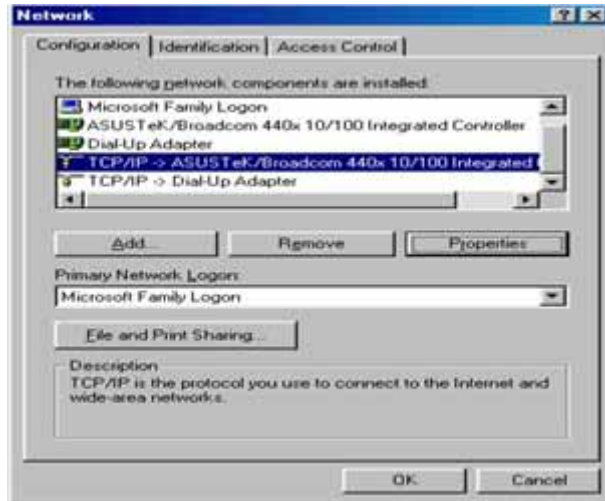 Network
Configuration Identification Access Control
The following network components are installed:
Microsoft Family Logon
ASUSTeK/Broadcom 440x 10/100 Integrated Controller
Dial-Up Adapter
TCP/IP -> ASUSTeK/Broadcom 440x 10/100 Integrated
TCP/IP -> Dial-Up Adapter
Add... Remove Properties
Primary Network Logon:
Microsoft Family Logon
File and Print Sharing...
Description
TCP/IP is the protocol you use to connect to the Internet and
wide-area networks.
OK Cancel